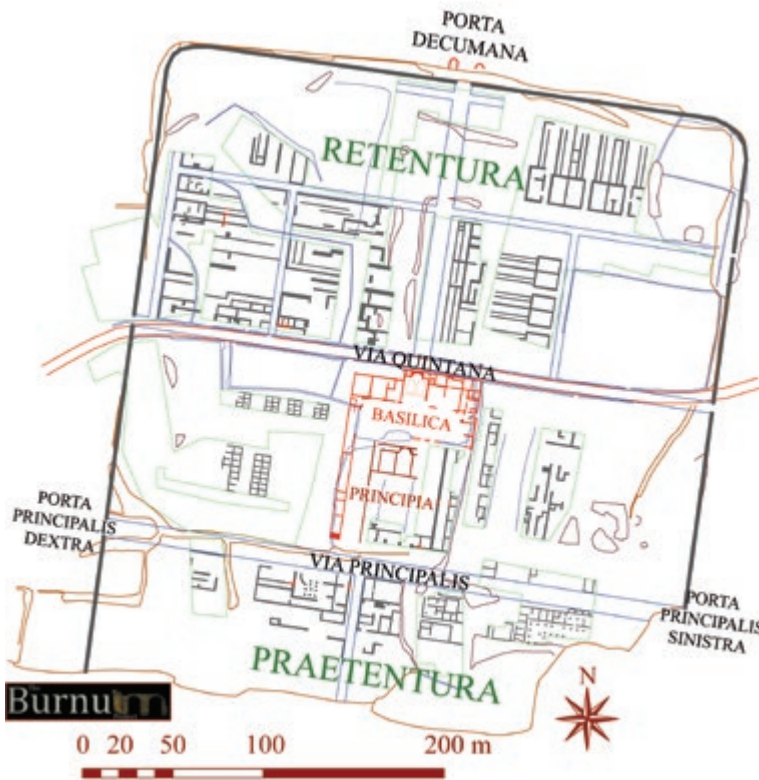 PORTA
DECUMANA
RETENTURA
VIA QUINTANA
BASILICA
PRINCIPIA
PORTA
PRINCIPALIS
DEXTRA
VIA PRINCIPALIS
PORTA
PRINCIPALIS
SINISTRA
PRAETENTURA
N
Burnum
0 20 50 100 200 m